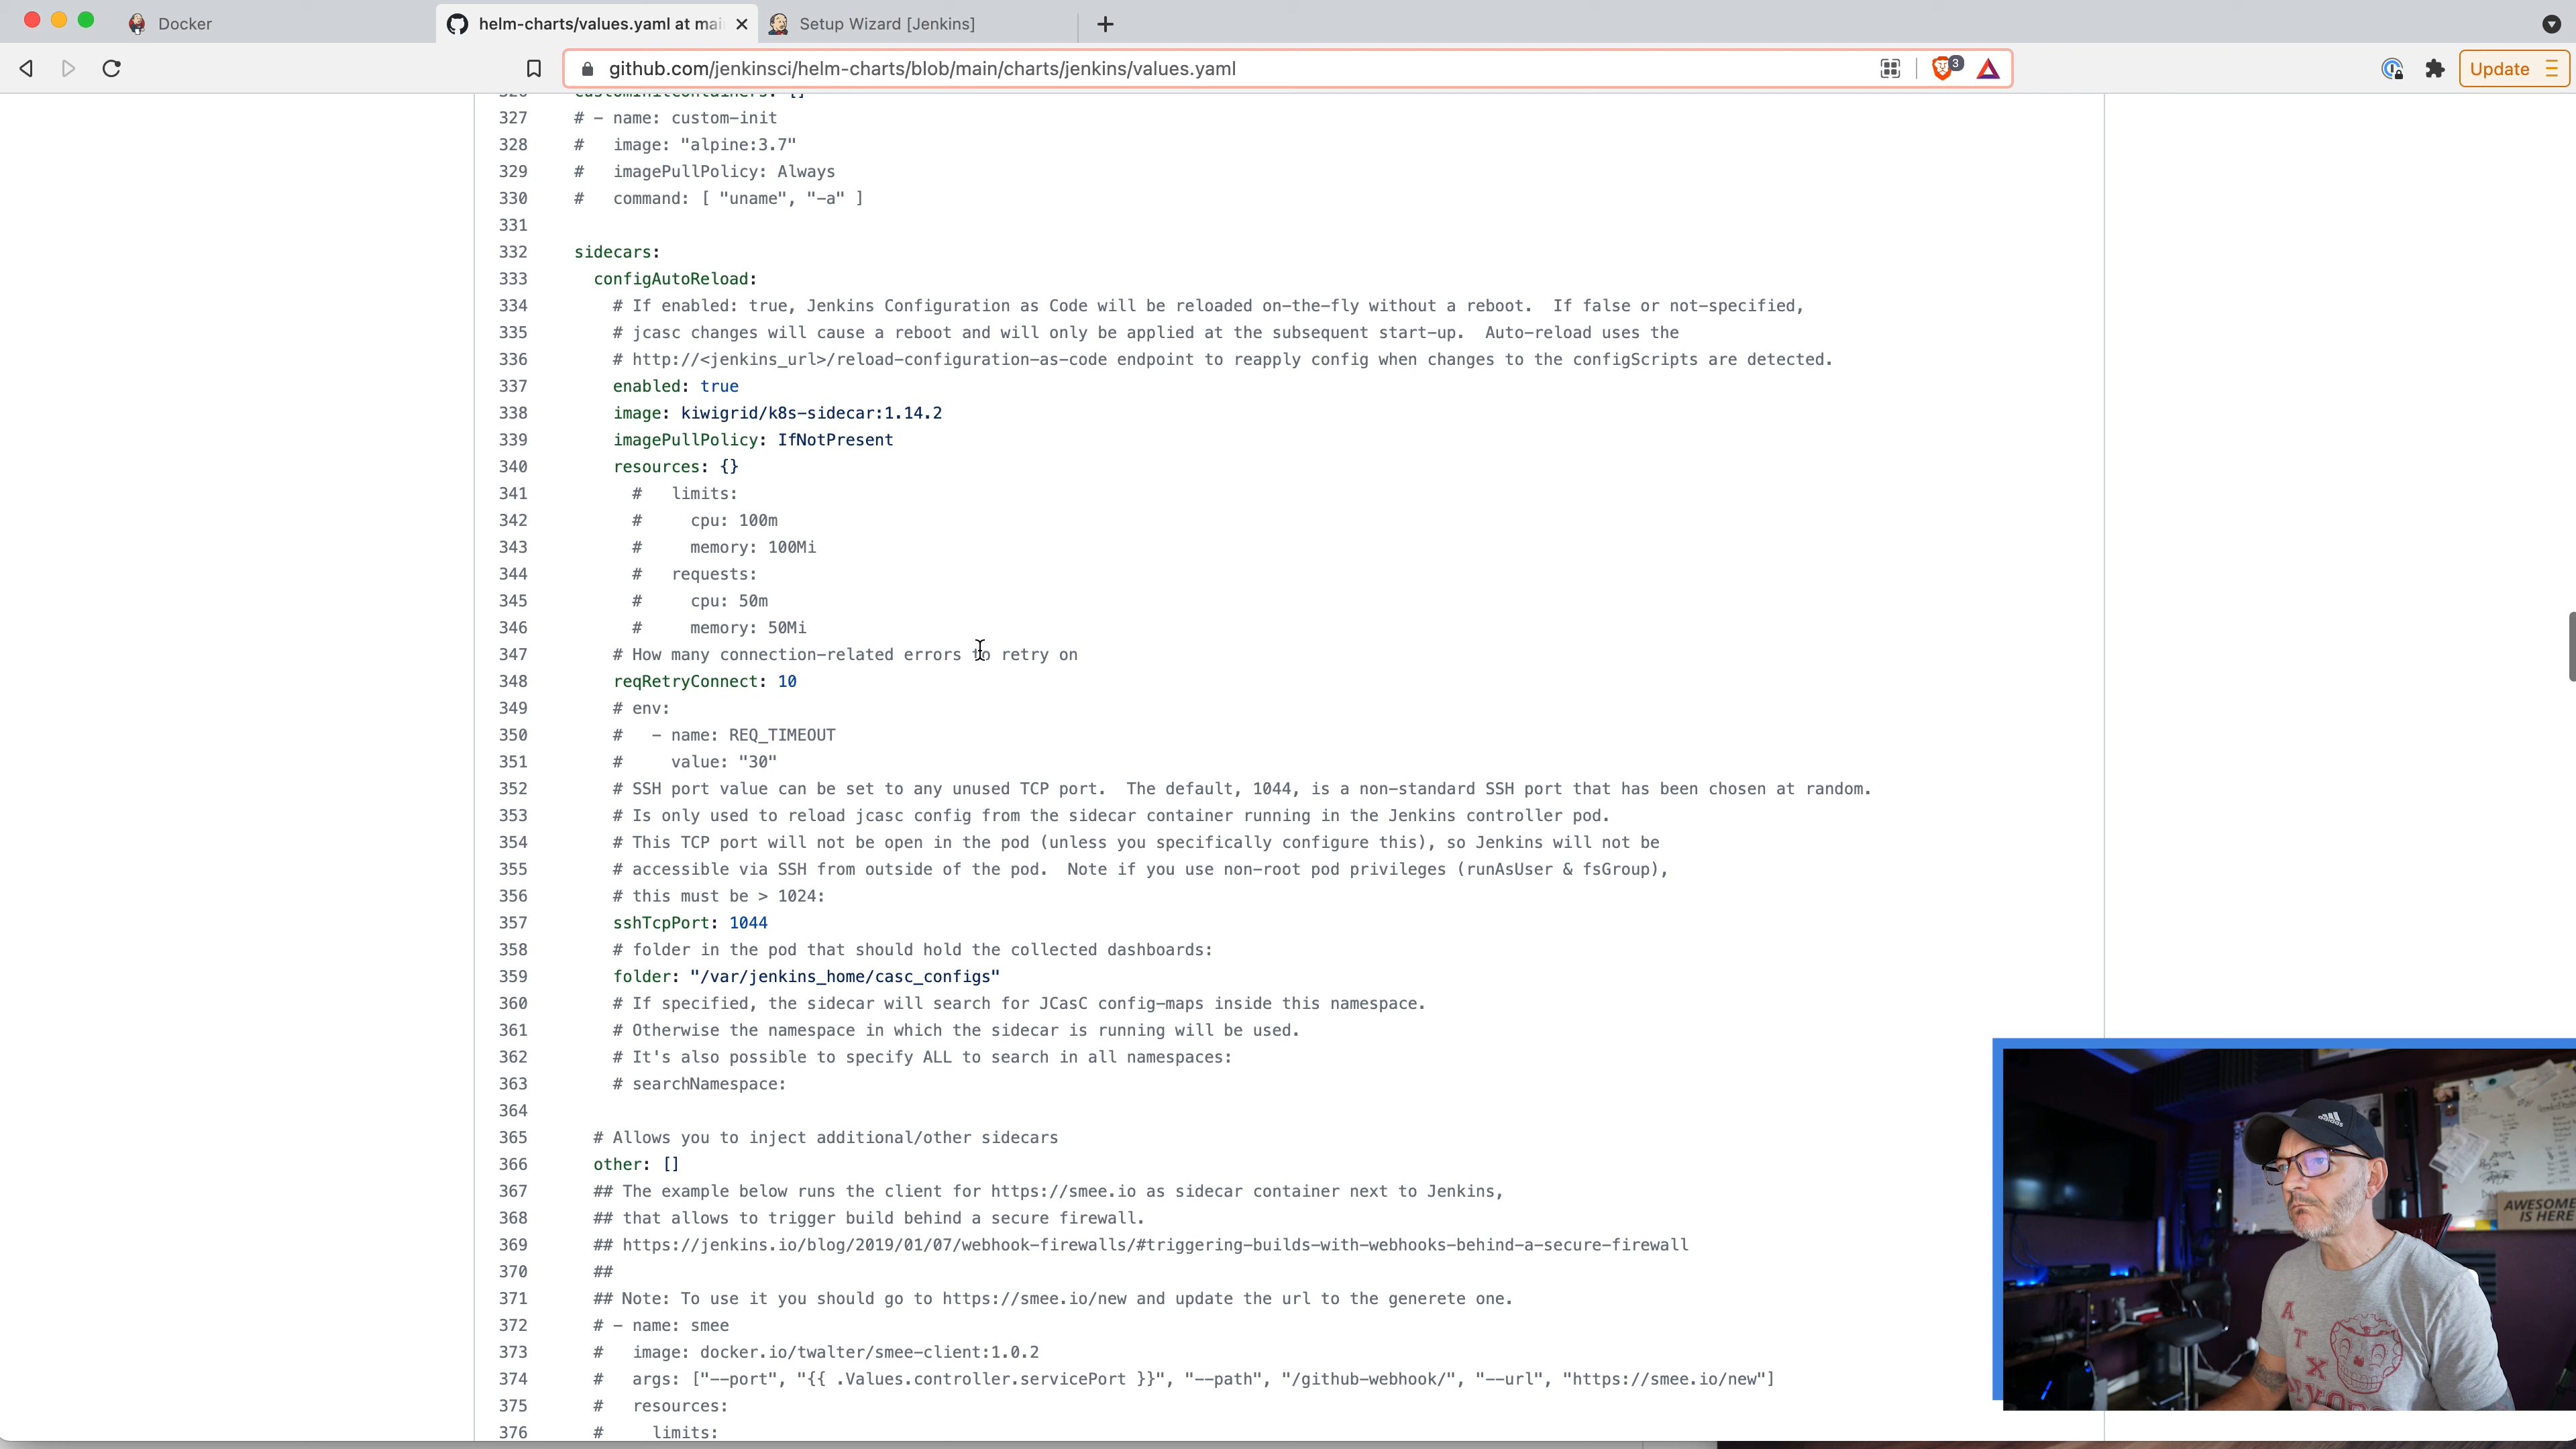 Docker
helm-charts/values.yaml at mai
Setup Wizard [Jenkins]
github.com/jenkinsci/helm-charts/blob/main/charts/jenkins/values.yaml
3
Update
326 customInitContainers: []
327 # - name: custom-init
328 #   image: "alpine:3.7"
329 #   imagePullPolicy: Always
330 #   command: [ "uname", "-a" ]
331
332 sidecars:
333   configAutoReload:
334     # If enabled: true, Jenkins Configuration as Code will be reloaded on-the-fly without a reboot.  If false or not-specified,
335     # jcasc changes will cause a reboot and will only be applied at the subsequent start-up.  Auto-reload uses the
336     # http://<jenkins_url>/reload-configuration-as-code endpoint to reapply config when changes to the configScripts are detected.
337     enabled: true
338     image: kiwigrid/k8s-sidecar:1.14.2
339     imagePullPolicy: IfNotPresent
340     resources: {}
341       #   limits:
342       #     cpu: 100m
343       #     memory: 100Mi
344       #   requests:
345       #     cpu: 50m
346       #     memory: 50Mi
347     # How many connection-related errors to retry on
348     reqRetryConnect: 10
349     # env:
350     #   - name: REQ_TIMEOUT
351     #     value: "30"
352     # SSH port value can be set to any unused TCP port.  The default, 1044, is a non-standard SSH port that has been chosen at random.
353     # Is only used to reload jcasc config from the sidecar container running in the Jenkins controller pod.
354     # This TCP port will not be open in the pod (unless you specifically configure this), so Jenkins will not be
355     # accessible via SSH from outside of the pod.  Note if you use non-root pod privileges (runAsUser & fsGroup),
356     # this must be > 1024:
357     sshTcpPort: 1044
358     # folder in the pod that should hold the collected dashboards:
359     folder: "/var/jenkins_home/casc_configs"
360     # If specified, the sidecar will search for JCasC config-maps inside this namespace.
361     # Otherwise the namespace in which the sidecar is running will be used.
362     # It's also possible to specify ALL to search in all namespaces:
363     # searchNamespace:
364
365   # Allows you to inject additional/other sidecars
366   other: []
367   ## The example below runs the client for https://smee.io as sidecar container next to Jenkins,
368   ## that allows to trigger build behind a secure firewall.
369   ## https://jenkins.io/blog/2019/01/07/webhook-firewalls/#triggering-builds-with-webhooks-behind-a-secure-firewall
370   ##
371   ## Note: To use it you should go to https://smee.io/new and update the url to the generete one.
372   # - name: smee
373   #   image: docker.io/twalter/smee-client:1.0.2
374   #   args: ["--port", "{{ .Values.controller.servicePort }}", "--path", "/github-webhook/", "--url", "https://smee.io/new"]
375   #   resources:
376   #     limits:
adidas
AWESOME
IS HERE
ATX